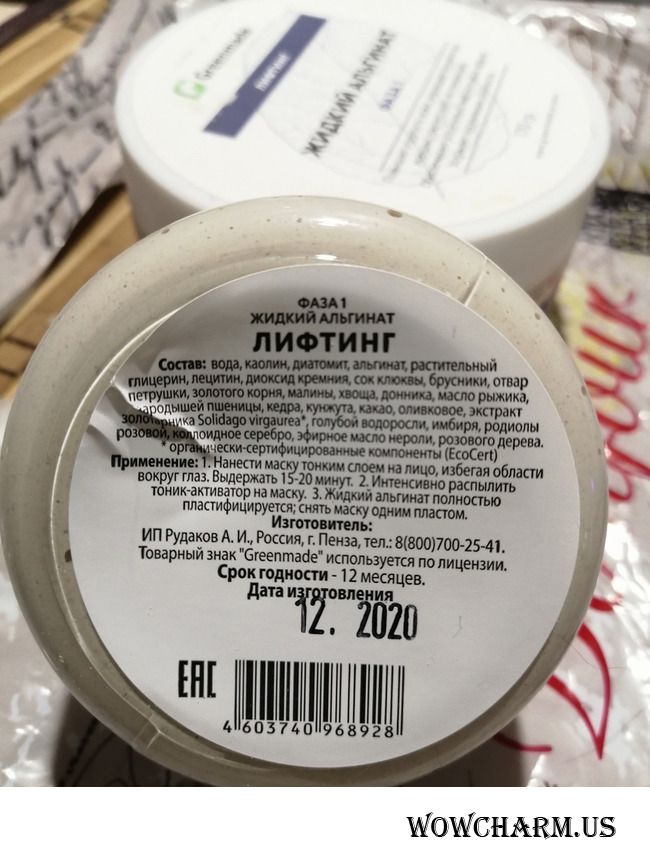 Greenmade
ЛИФТИНГ
ЖИДКИЙ АЛЬГИНАТ
ФАЗА 1
ФАЗА 1
ЖИДКИЙ АЛЬГИНАТ
ЛИФТИНГ
Состав: вода, каолин, диатомит, альгинат, растительный
глицерин, лецитин, диоксид кремния, сок клюквы, брусники, отвар
петрушки, золотого корня, малины, хвоща, донника, масло рыжика,
зародышей пшеницы, кедра, кунжута, какао, оливковое, экстракт
золотарника Solidago virgaurea*, голубой водоросли, имбиря, родиолы
розовой, коллоидное серебро, эфирное масло нероли, розового дерева.
* органически-сертифицированные компоненты (EcoCert)
Применение: 1. Нанести маску тонким слоем на лицо, избегая области
вокруг глаз. Выдержать 15-20 минут. 2. Интенсивно распылить
тоник-активатор на маску. 3. Жидкий альгинат полностью
пластифицируется; снять маску одним пластом.
Изготовитель:
ИП Рудаков А. И., Россия, г. Пенза, тел.: 8(800)700-25-41.
Товарный знак "Greenmade" используется по лицензии.
Срок годности - 12 месяцев.
Дата изготовления
12. 2020
EAC
4 603740 968928
WOWCHARM.US